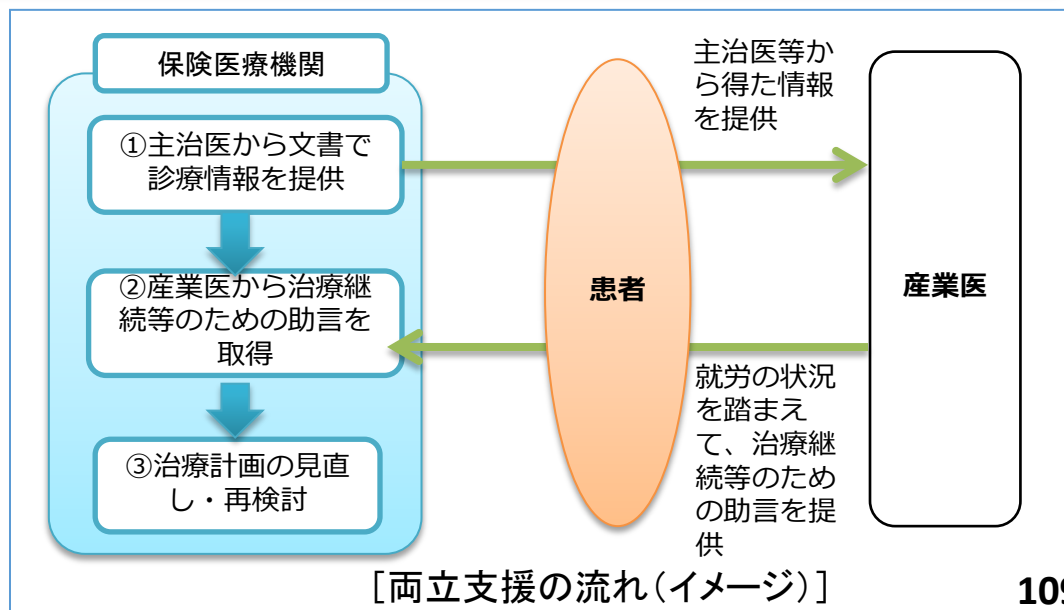 保険医療機関
①主治医から文書で
診療情報を提供
②産業医から治療継
続等のための助言を
取得
③治療計画の見直
し・再検討
主治医等か
ら得た情報
を提供
患者
就労の状況
を踏まえ
て、治療継
続等のため
の助言を提
供
産業医
[両立支援の流れ(イメージ)]
109